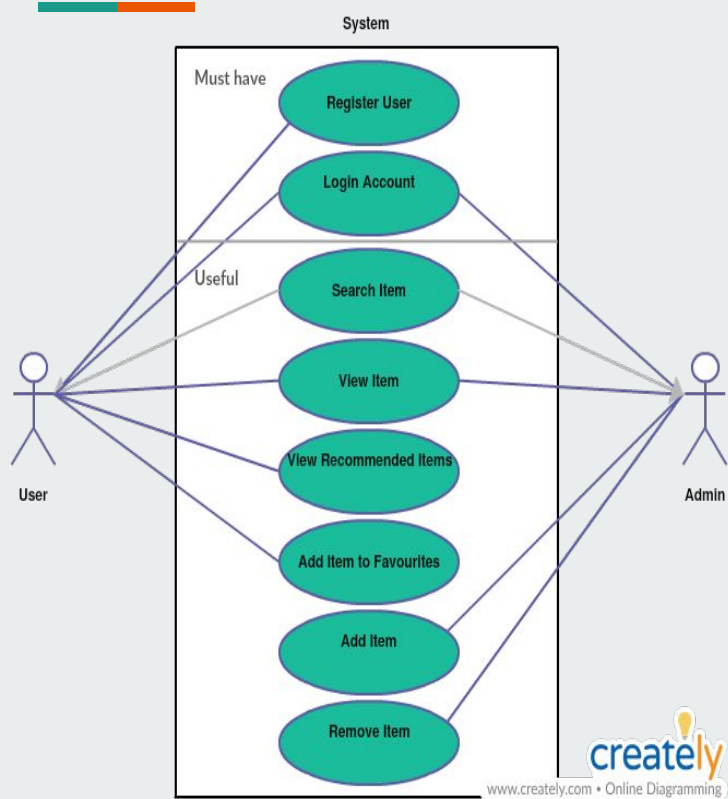 System
Must have
Register User
Login Account
Useful
Search Item
View Item
View Recommended Items
Add Item to Favourites
Add Item
Remove Item
User
Admin
creately
www.creately.com • Online Diagramming